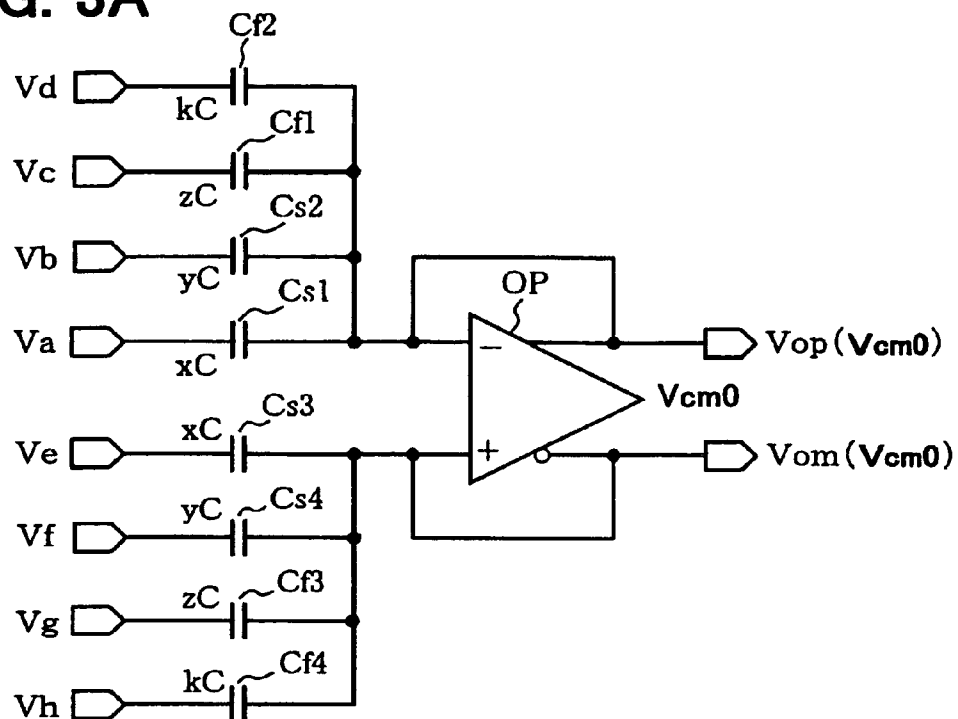 G. 3A
Cf2
Vd
kC
Cf1
Vc
zC
Cs2
Vb
yC
Cs1
OP
Va
xC
−
Vop(Vcm0)
Vcm0
Cs3
Ve
xC
+
Vom(Vcm0)
Cs4
Vf
yC
Cf3
Vg
zC
Cf4
Vh
kC